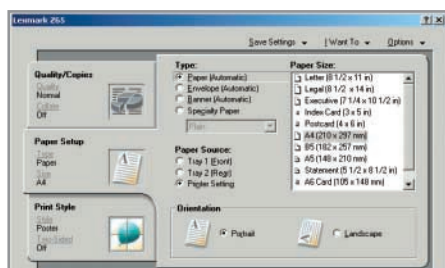 Lexmark Z65
Save Settings
I Want To
Options
Quality/Copies
Quality
Normal
Collate
Off
Paper Setup
Type
Paper
Size
A4
Print Style
Style
Poster
Two-Sided
Off
Type:
Paper (Automatic)
Envelope (Automatic)
Banner (Automatic)
Specialty Paper
Plain
Paper Source:
Tray 1 (Front)
Tray 2 (Rear)
Printer Setting
Paper Size:
Letter (8 1/2 x 11 in)
Legal (8 1/2 x 14 in)
Executive (7 1/4 x 10 1/2 in)
Index Card (3 x 5 in)
Postcard (4 x 6 in)
A4 (210 x 297 mm)
B5 (182 x 257 mm)
A5 (148 x 210 mm)
Statement (5 1/2 x 8 1/2 in)
A6 Card (105 x 148 mm)
Orientation
Portrait
Landscape